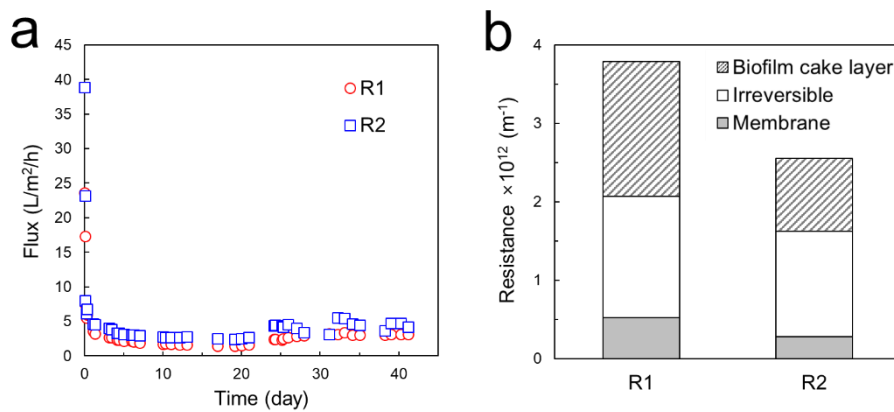 a
45
40
35
30
25
20
15
10
5
0
Flux (L/m²/h)
R1
R2
0
10
20
30
40
Time (day)
b
4
3
2
1
0
Resistance ×10¹² (m⁻¹)
Biofilm cake layer
Irreversible
Membrane
R1
R2